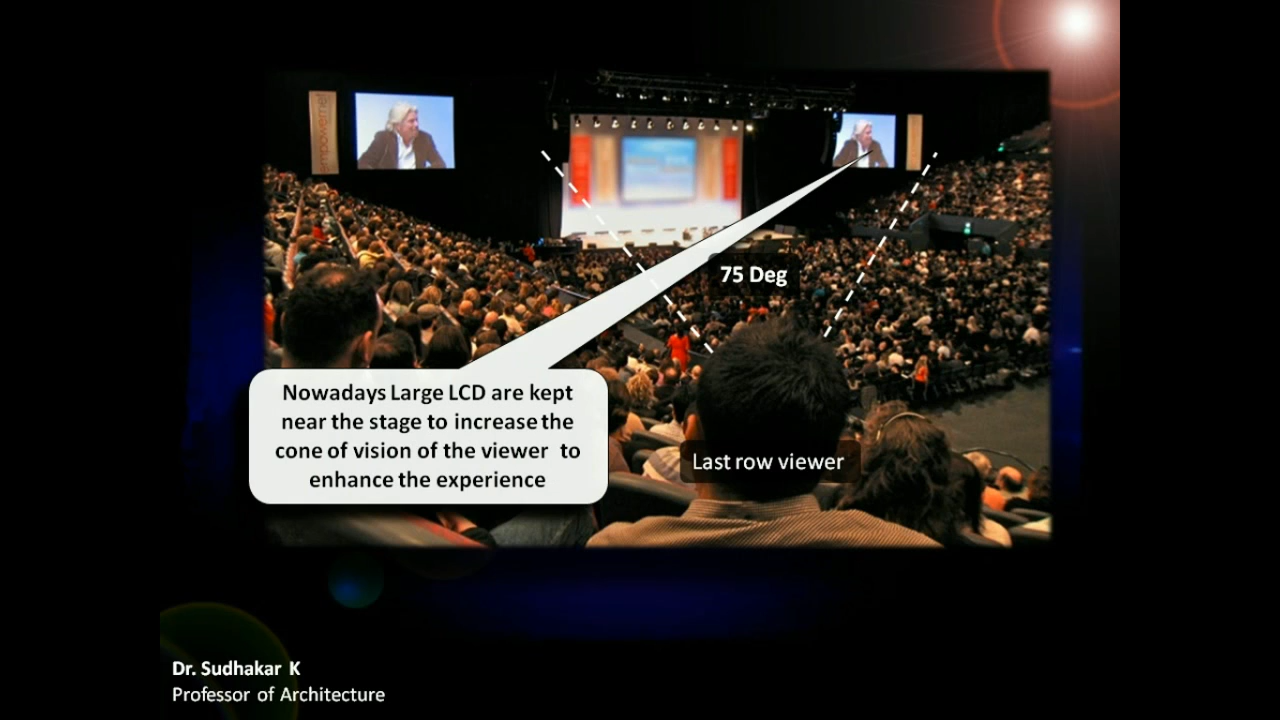 empowernet
75 Deg
Nowadays Large LCD are kept
near the stage to increase the
cone of vision of the viewer to
enhance the experience
Last row viewer
Dr. Sudhakar K
Professor of Architecture